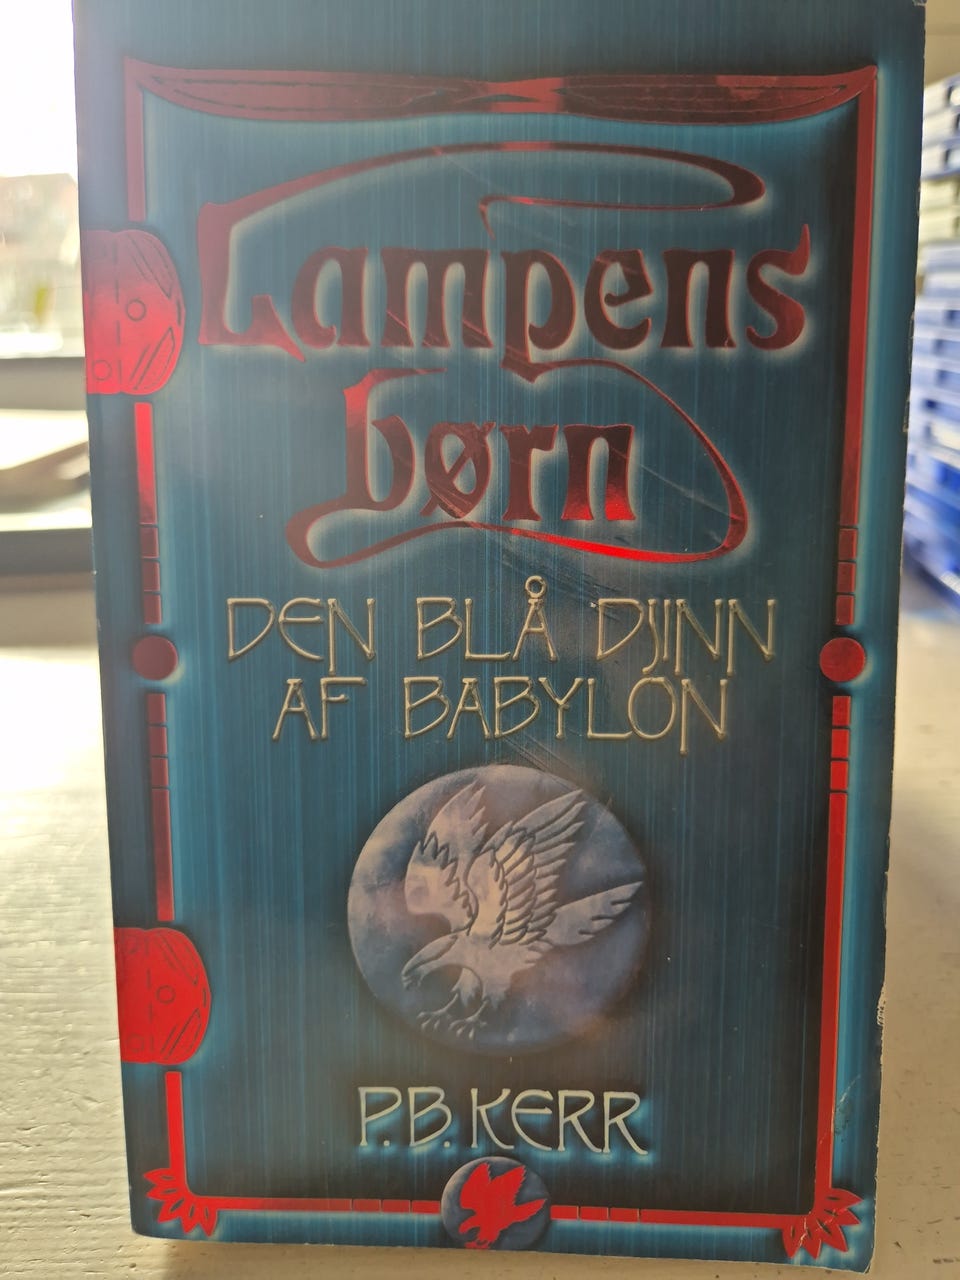 Lampens
børn
DEN BLÅ DJINN
AF BABYLON
P.B. KERR